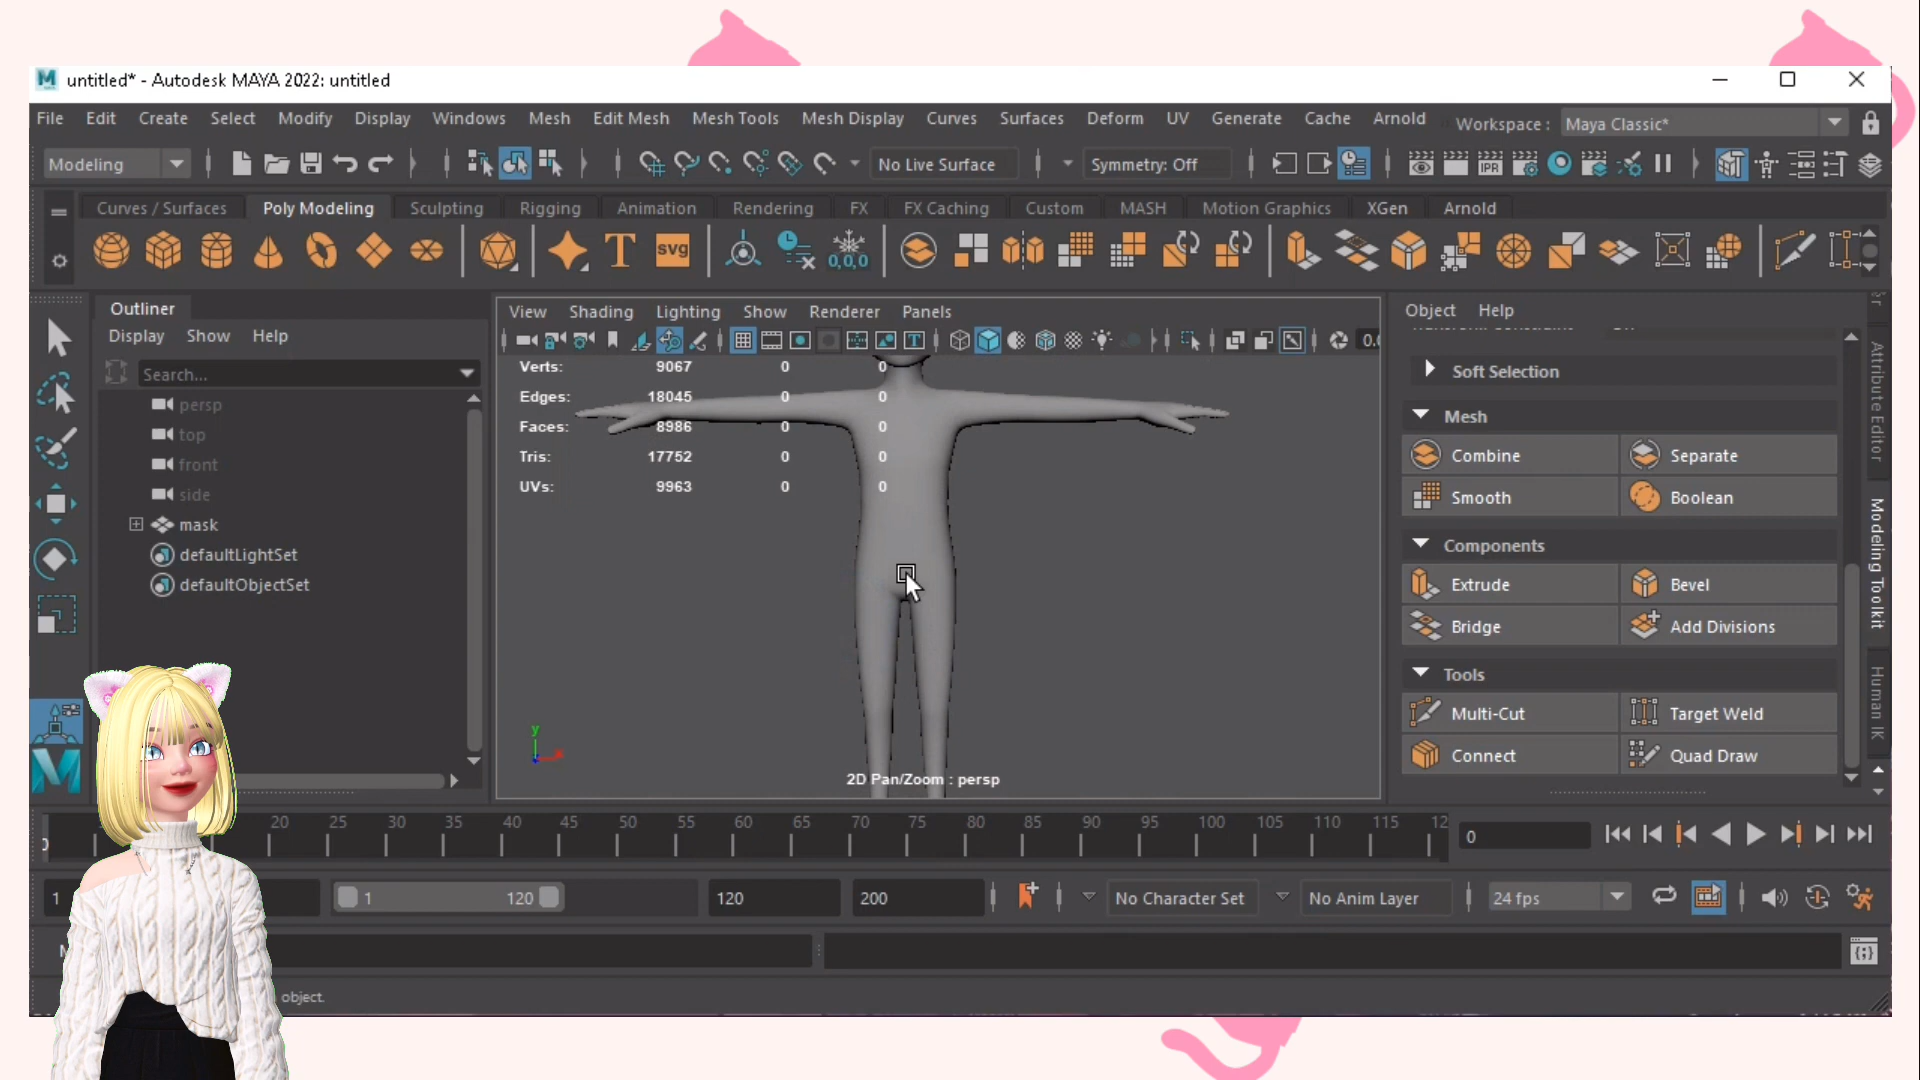 untitled* - Autodesk MAYA 2022: untitled
File Edit Create Select Modify Display Windows Mesh Edit Mesh Mesh Tools Mesh Display Curves Surfaces Deform UV Generate Cache Arnold Workspace : Maya Classic*
Modeling No Live Surface Symmetry: Off IPR
Curves / Surfaces Poly Modeling Sculpting Rigging Animation Rendering FX FX Caching Custom MASH Motion Graphics XGen Arnold
T SVG 0,0,0
Outliner
Display Show Help
Search...
persp
top
front
side
mask
defaultLightSet
defaultObjectSet
View Shading Lighting Show Renderer Panels
Verts: 9067 0 0
Edges: 18045 0 0
Faces: 8986 0 0
Tris: 17752 0 0
UVs: 9963 0 0
y
2D Pan/Zoom : persp
Object Help
Soft Selection
Mesh
Combine Separate
Smooth Boolean
Components
Extrude Bevel
Bridge Add Divisions
Tools
Multi-Cut Target Weld
Connect Quad Draw
Attribute Editor
Modeling Toolkit
Human IK
20 25 30 35 40 45 50 55 60 65 70 75 80 85 90 95 100 105 110 115 12 0
1 1 120 120 200 No Character Set No Anim Layer 24 fps
object.